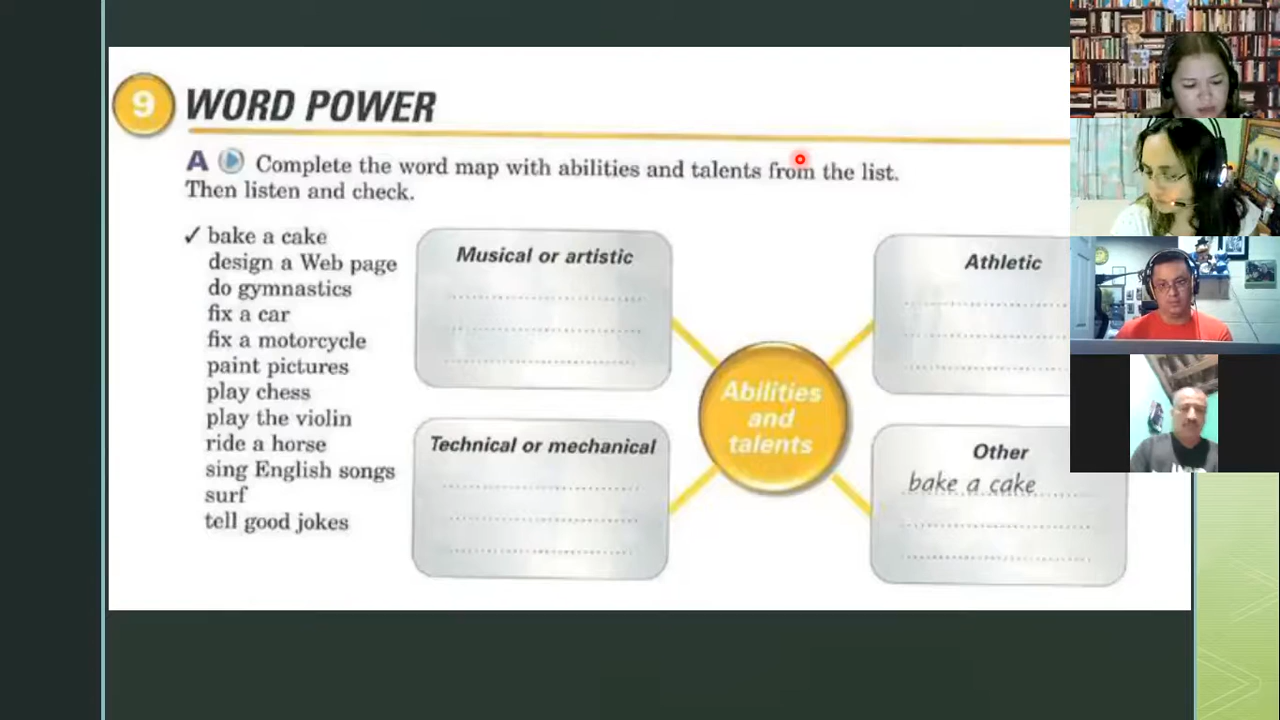 9 WORD POWER
A Complete the word map with abilities and talents from the list.
Then listen and check.
✓ bake a cake
design a Web page
do gymnastics
fix a car
fix a motorcycle
paint pictures
play chess
play the violin
ride a horse
sing English songs
surf
tell good jokes
Musical or artistic
Athletic
Abilities
and
talents
Technical or mechanical
Other
bake a cake